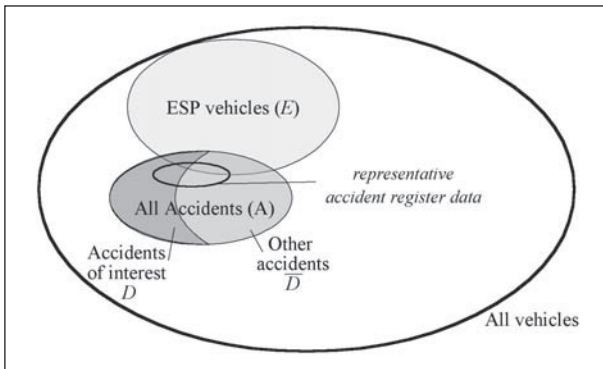 ESP vehicles (E)
representative
accident register data
All Accidents (A)
Accidents
of interest
D
Other
accidents
D̅
All vehicles